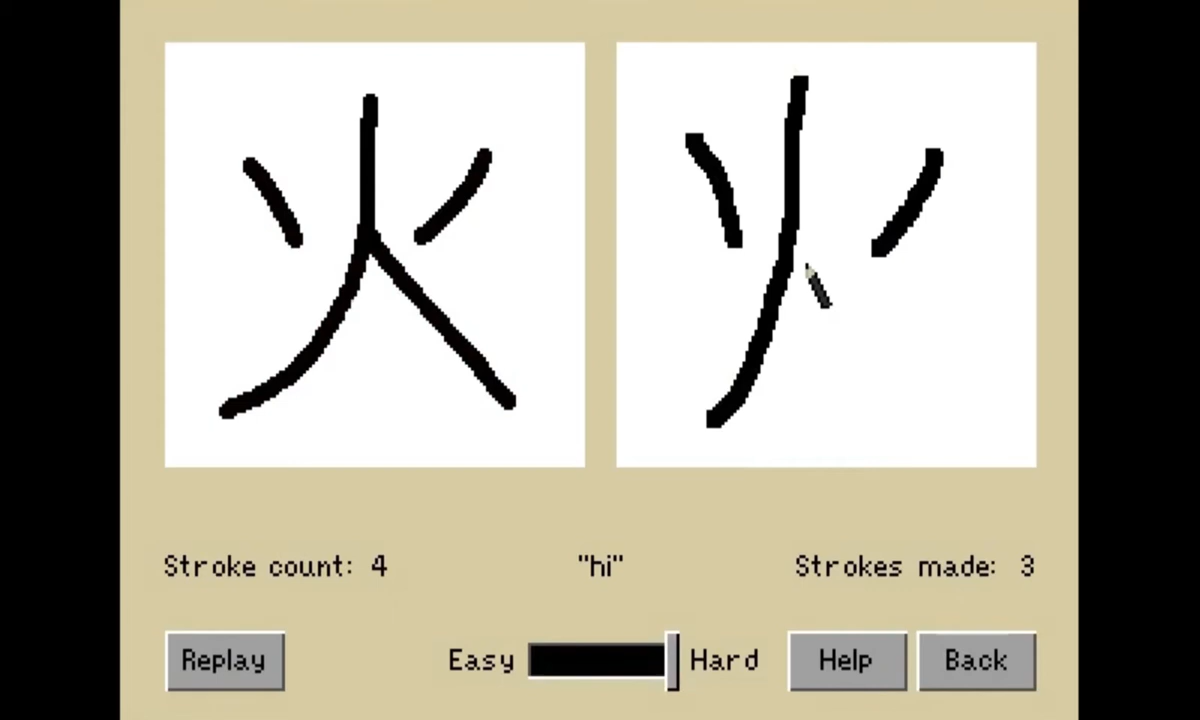 火
Stroke count: 4 "hi" Strokes made: 3
Replay Easy Hard Help Back